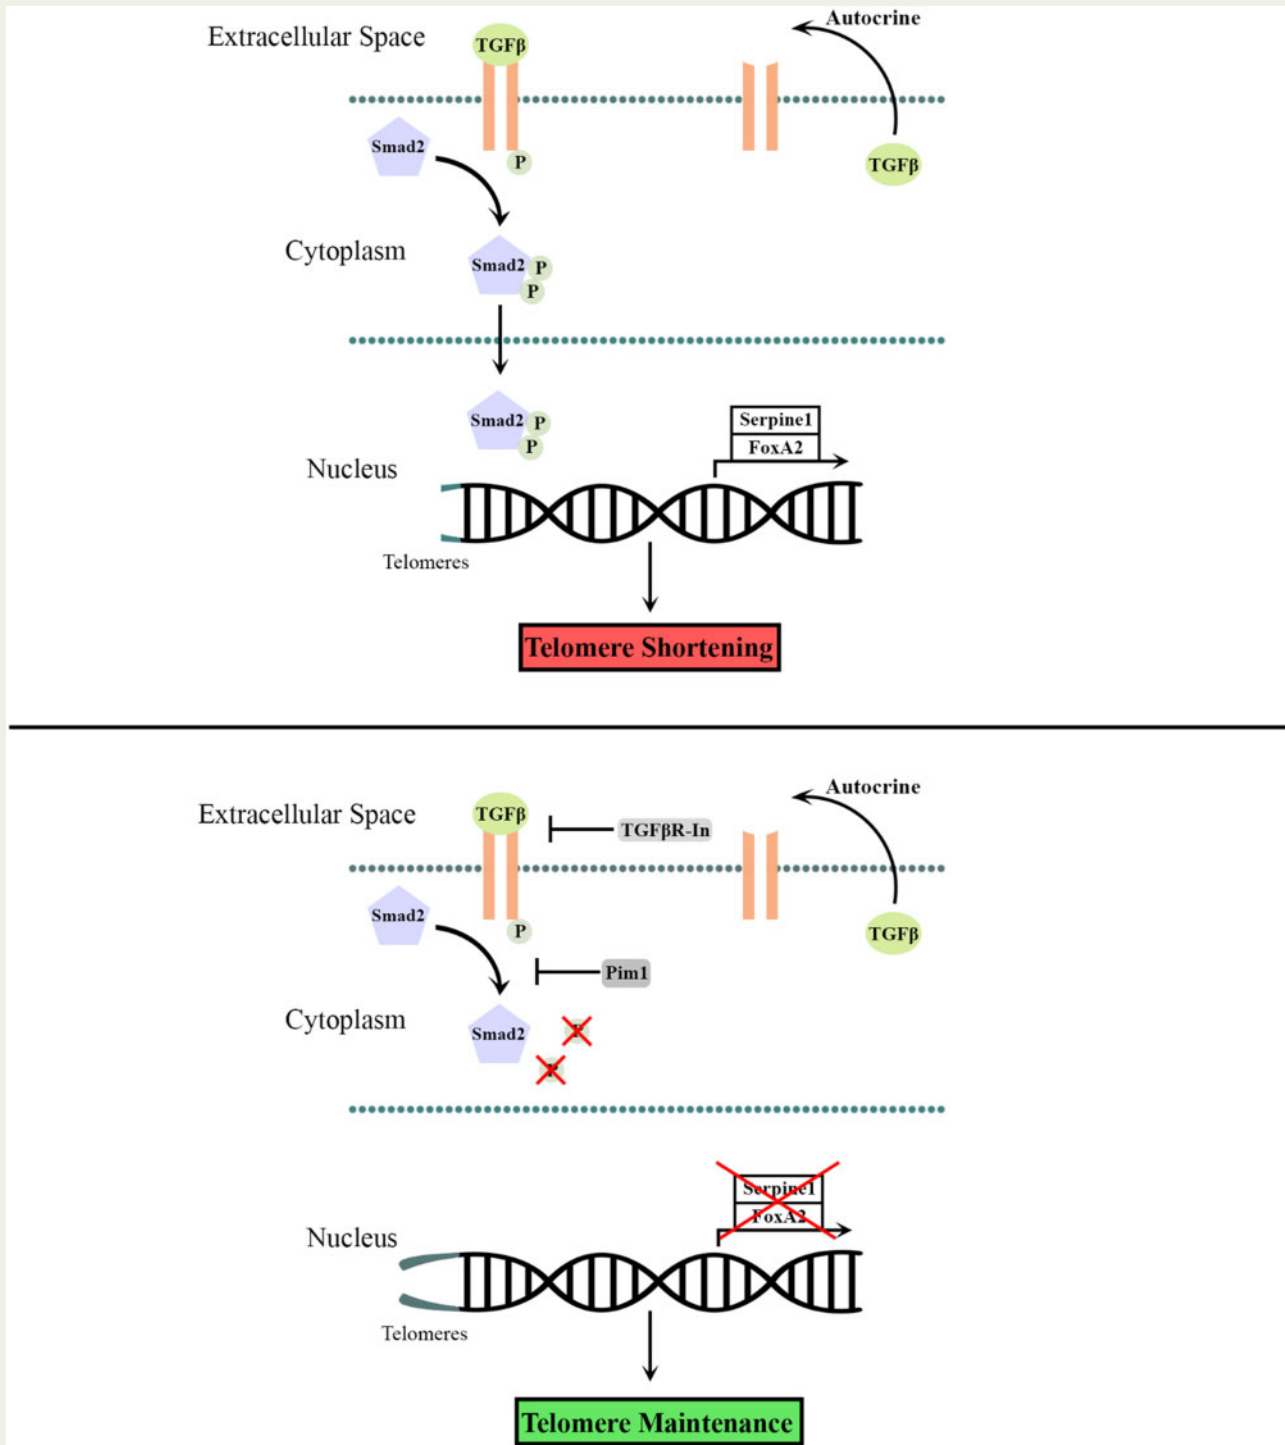 Autocrine
Extracellular Space
TGFβ
Smad2
P
TGFβ
Cytoplasm
Smad2
P
P
Smad2
P
P
Serpine1
FoxA2
Nucleus
Telomeres
Telomere Shortening
Autocrine
Extracellular Space
TGFβ
TGFβR-In
Smad2
P
TGFβ
Pim1
Cytoplasm
Smad2
P
P
Serpine1
FoxA2
Nucleus
Telomeres
Telomere Maintenance